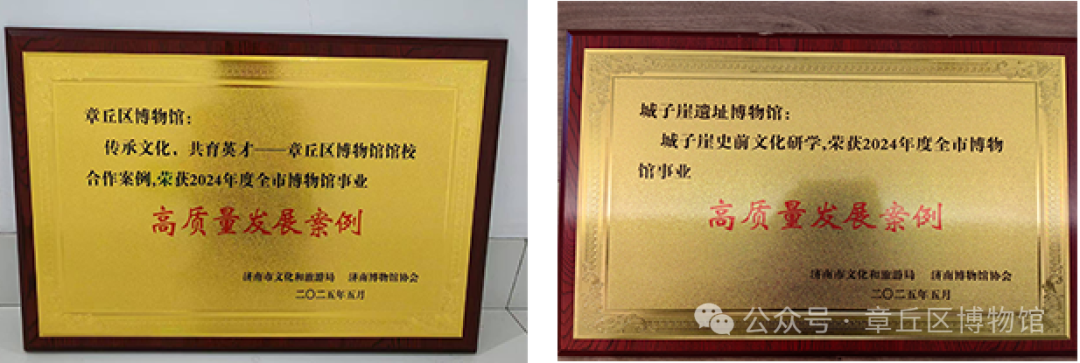 章丘区博物馆：
传承文化、共育英才——章丘区博物馆馆校
合作案例,荣获2024年度全市博物馆事业
高质量发展案例
济南市文化和旅游局 济南博物馆协会
二〇二五年五月
城子崖遗址博物馆：
城子崖史前文化研学,荣获2024年度全市博物
馆事业
高质量发展案例
济南市文化和旅游局 济南博物馆协会
二〇二五年五月
公众号·章丘区博物馆